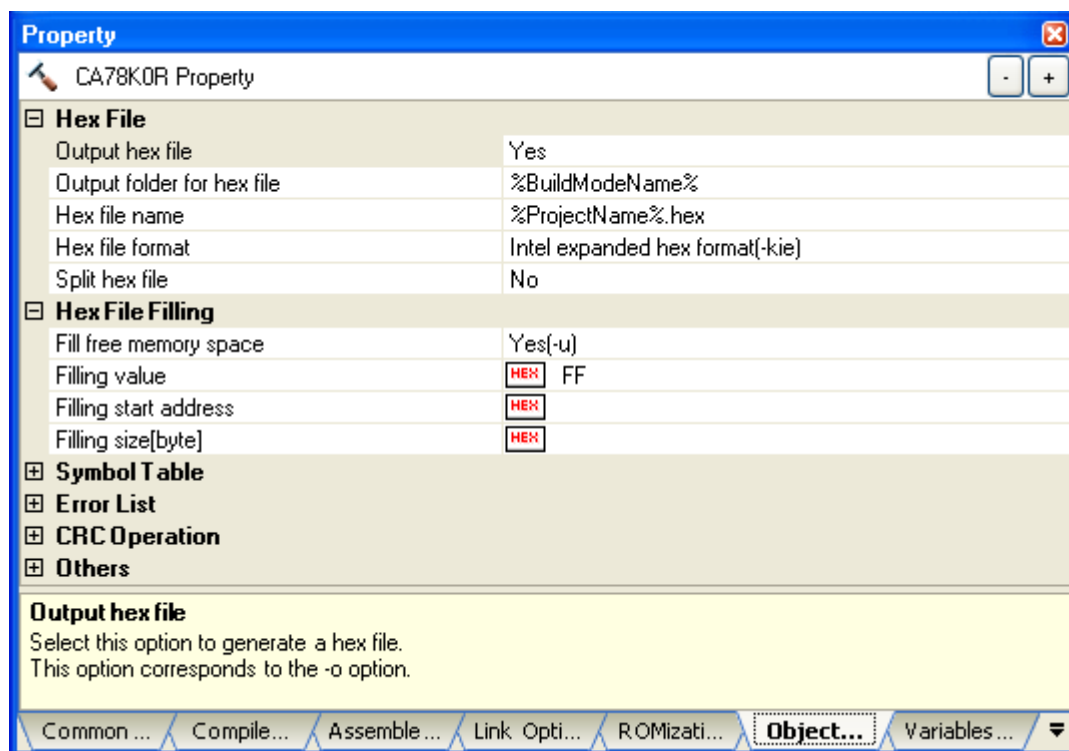 Property
CA78K0R Property
- +
Hex File
Output hex file Yes
Output folder for hex file %BuildModeName%
Hex file name %ProjectName%.hex
Hex file format Intel expanded hex format(-kie)
Split hex file No
Hex File Filling
Fill free memory space Yes(-u)
Filling value HEX FF
Filling start address HEX
Filling size[byte] HEX
Symbol Table
Error List
CRC Operation
Others
Output hex file
Select this option to generate a hex file.
This option corresponds to the -o option.
Common ... Compile... Assemble ... Link Opti... ROMizati... Object... Variables...